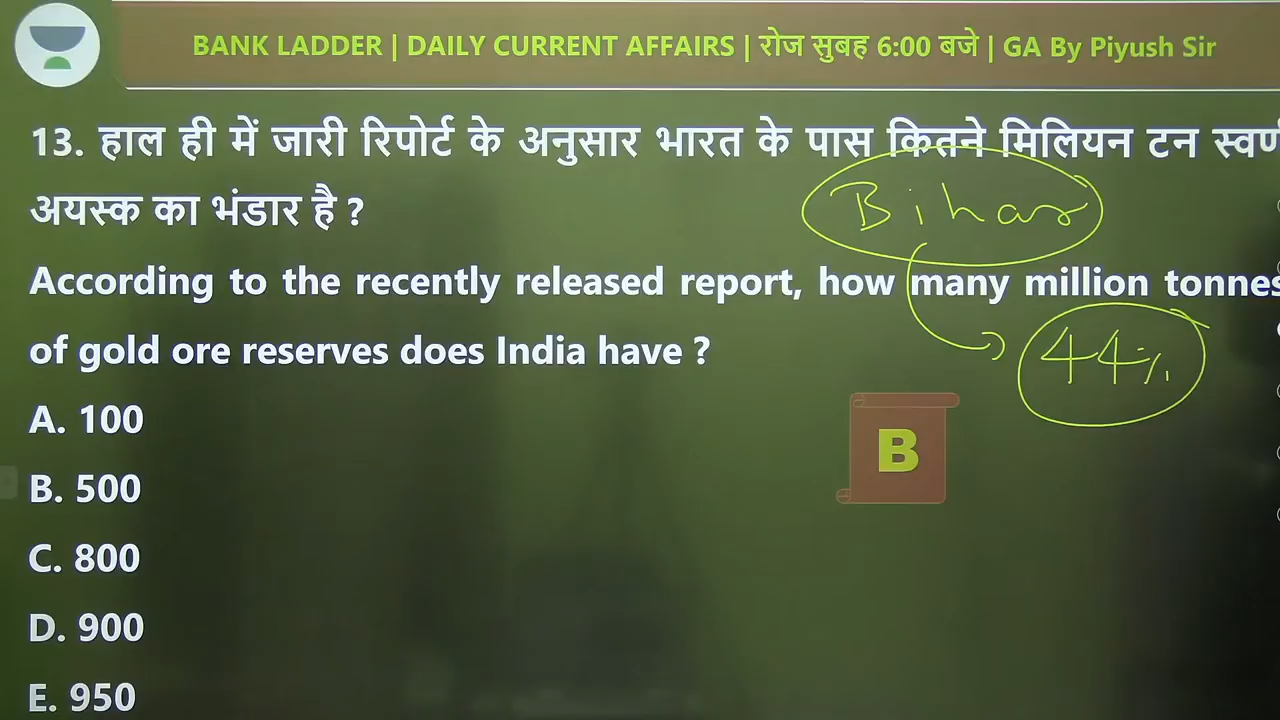 BANK LADDER | DAILY CURRENT AFFAIRS | रोज सुबह 6:00 बजे | GA By Piyush Sir
13. हाल ही में जारी रिपोर्ट के अनुसार भारत के पास कितने मिलियन टन स्वर्ण
अयस्क का भंडार है ?
Bihar
According to the recently released report, how many million tonnes
of gold ore reserves does India have ?
44%
A. 100
B
B. 500
C. 800
D. 900
E. 950